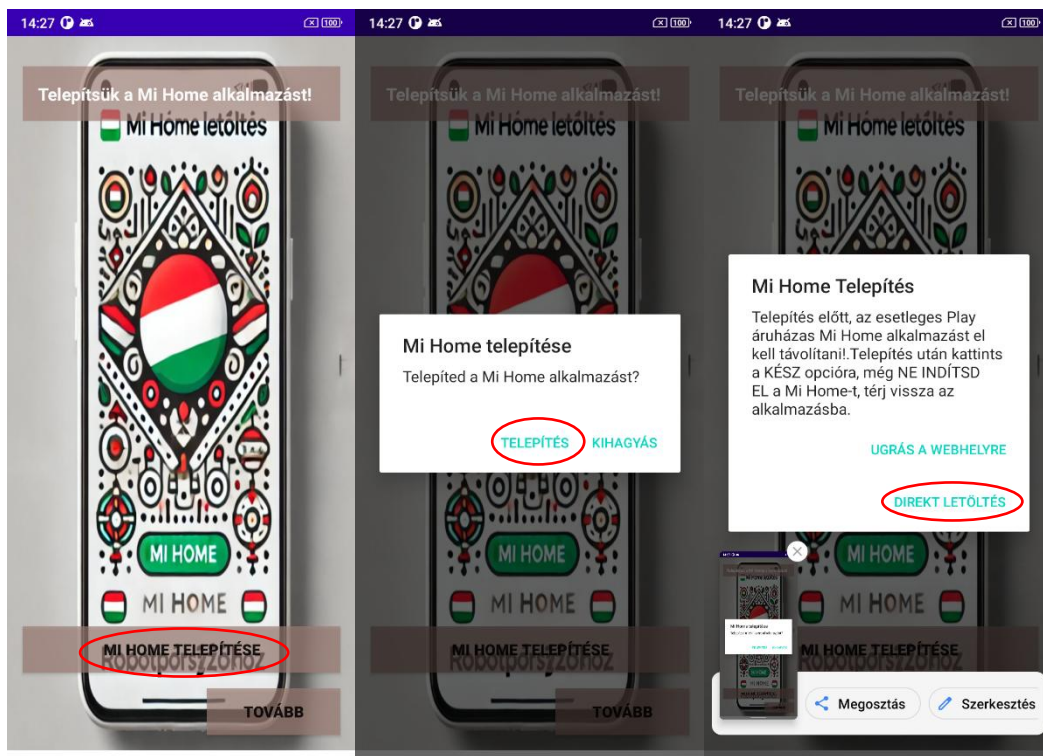 14:27
100
Telepítsük a Mi Home alkalmazást!
Mi Home letöltés
MI HOME
MI HOME
MI HOME TELEPÍTÉSE
TOVÁBB
14:27
100
Telepítsük a Mi Home alkalmazást!
Mi Home letöltés
Mi Home telepítése
Telepíted a Mi Home alkalmazást?
TELEPÍTÉS KIHAGYÁS
MI HOME
MI HOME
MI HOME TELEPÍTÉSE
TOVÁBB
14:27
100
Telepítsük a Mi Home alkalmazást!
Mi Home letöltés
Mi Home Telepítés
Telepítés előtt, az esetleges Play
áruházas Mi Home alkalmazást el
kell távolítani!.Telepítés után kattints
a KÉSZ opcióra, még NE INDÍTSD
EL a Mi Home-t, térj vissza az
alkalmazásba.
UGRÁS A WEBHELYRE
DIREKT LETÖLTÉS
MI HOME
MI HOME
MI HOME TELEPÍTÉSE
Megosztás
Szerkesztés